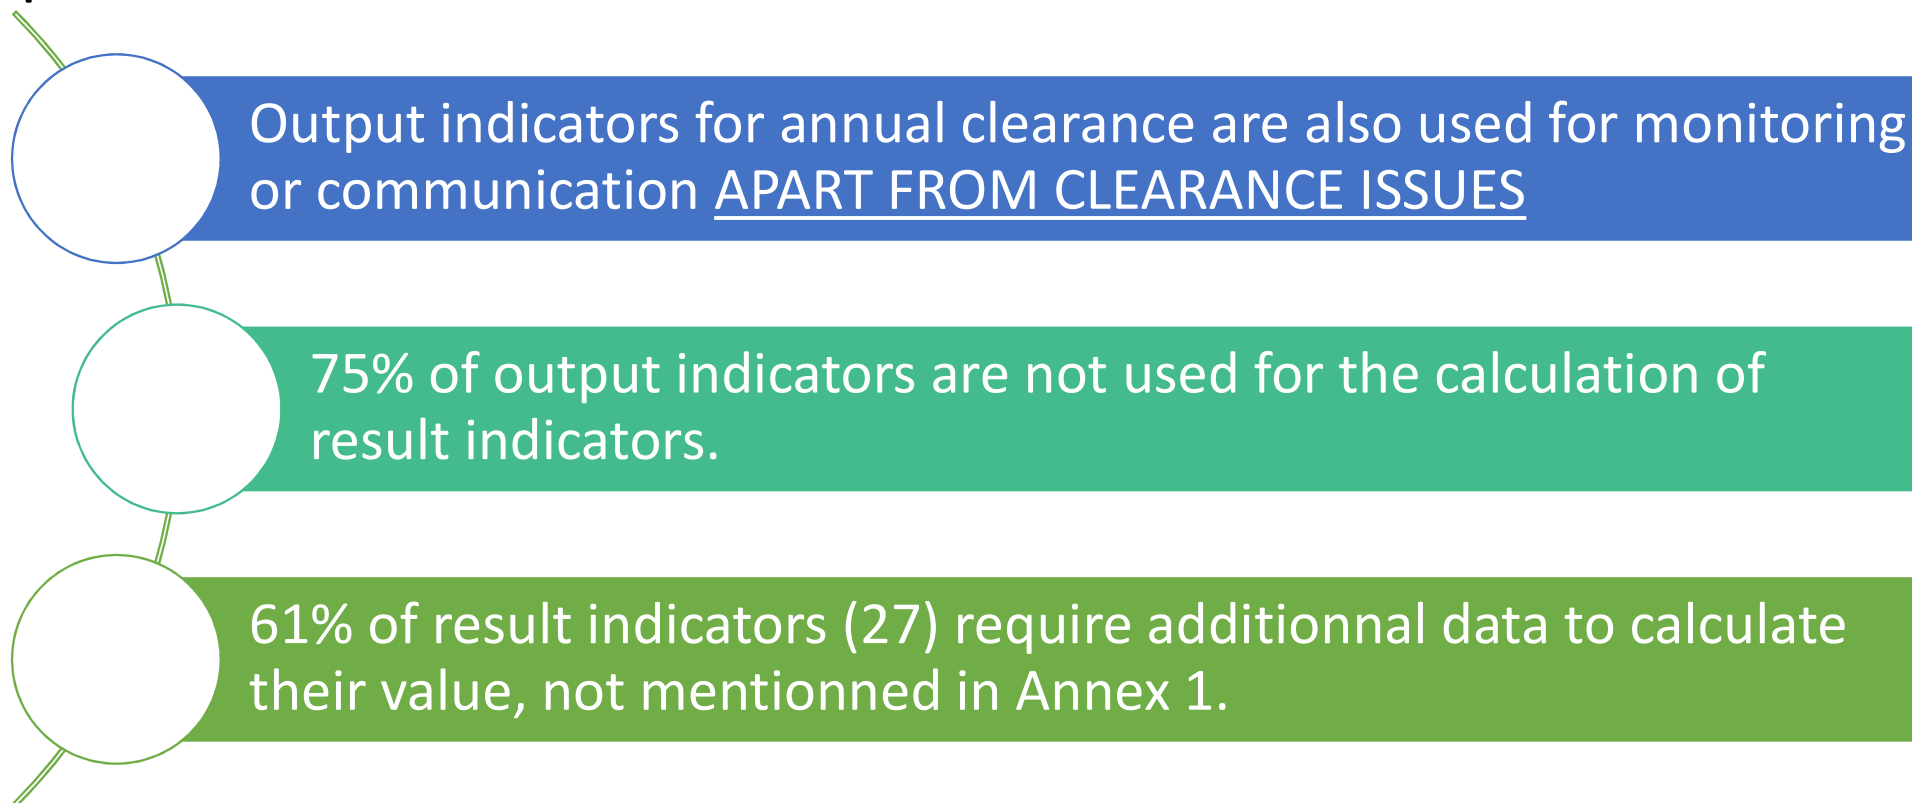 Output indicators for annual clearance are also used for monitoring
or communication APART FROM CLEARANCE ISSUES
75% of output indicators are not used for the calculation of
result indicators.
61% of result indicators (27) require additionnal data to calculate
their value, not mentionned in Annex 1.